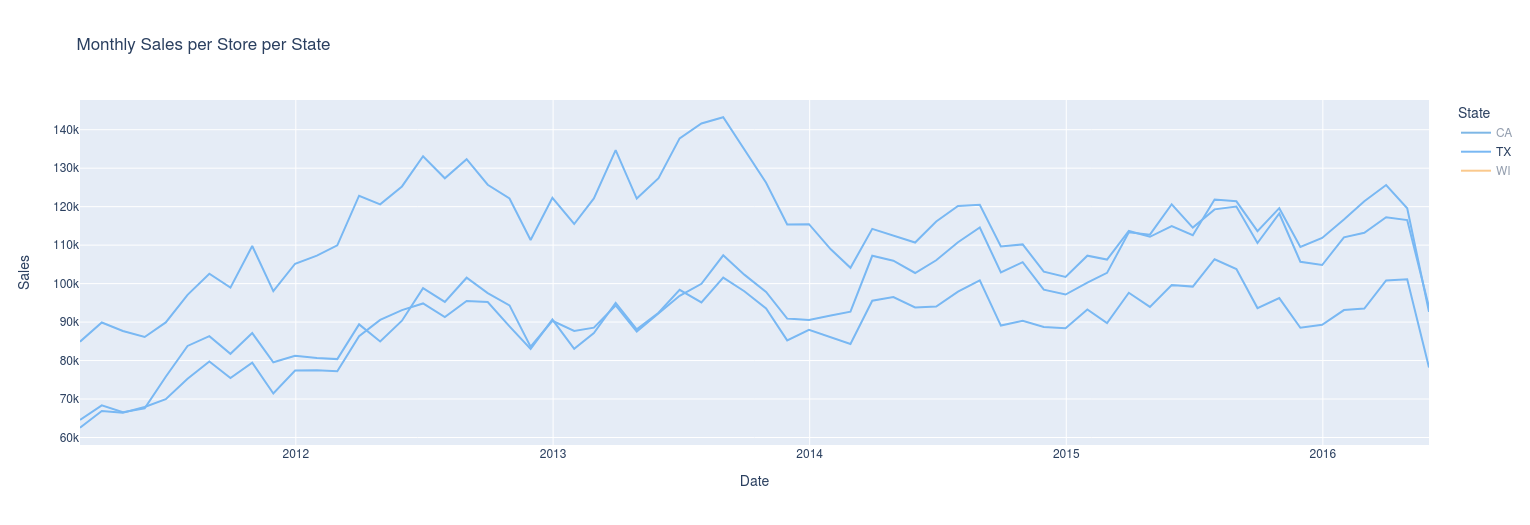 Monthly Sales per Store per State
State
CA
TX
WI
140k
130k
120k
110k
100k
90k
80k
70k
60k
Sales
2012 2013 2014 2015 2016
Date